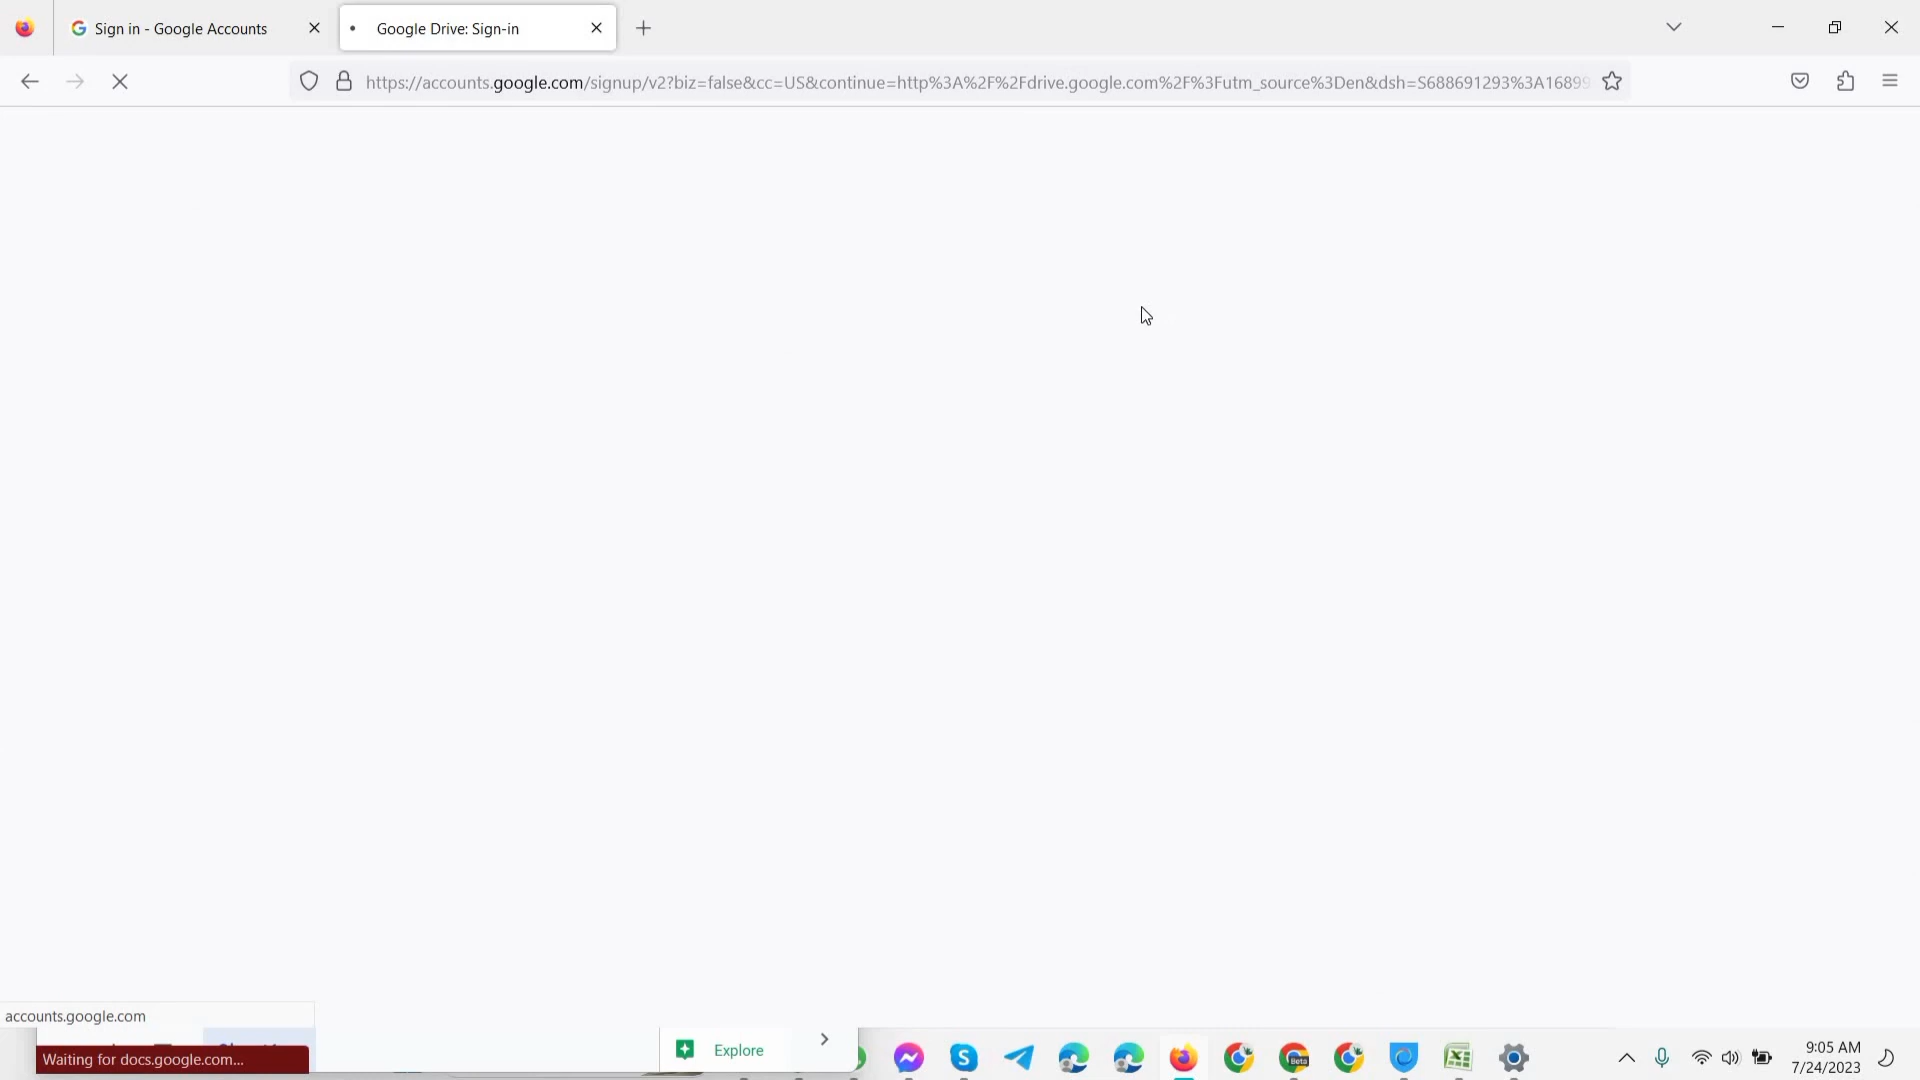 Sign in - Google Accounts
Google Drive: Sign-in
https://accounts.google.com/signup/v2?biz=false&cc=US&continue=http%3A%2F%2Fdrive.google.com%2F%3Futm_source%3Den&dsh=S688691293%3A16899
accounts.google.com
Waiting for docs.google.com...
Explore
Beta
9:05 AM
7/24/2023